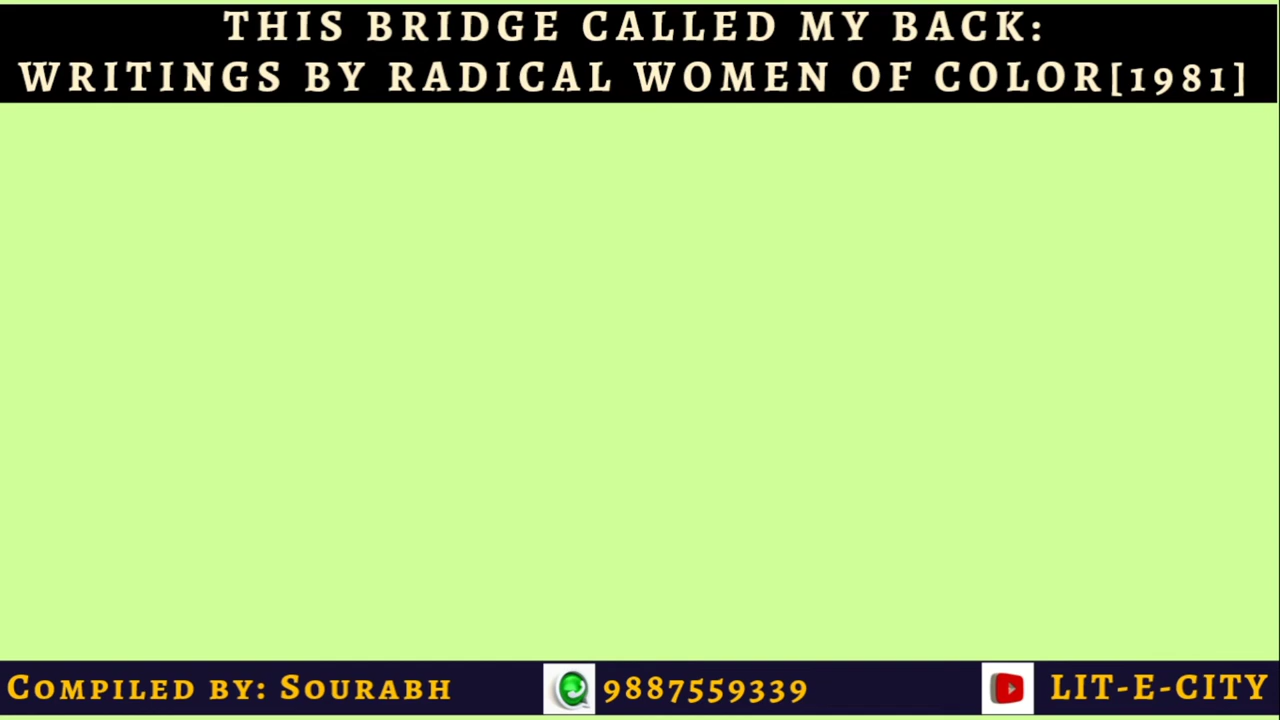 THIS BRIDGE CALLED MY BACK:
WRITINGS BY RADICAL WOMEN OF COLOR[1981]
COMPILED BY: SOURABH 9887559339 LIT-E-CITY